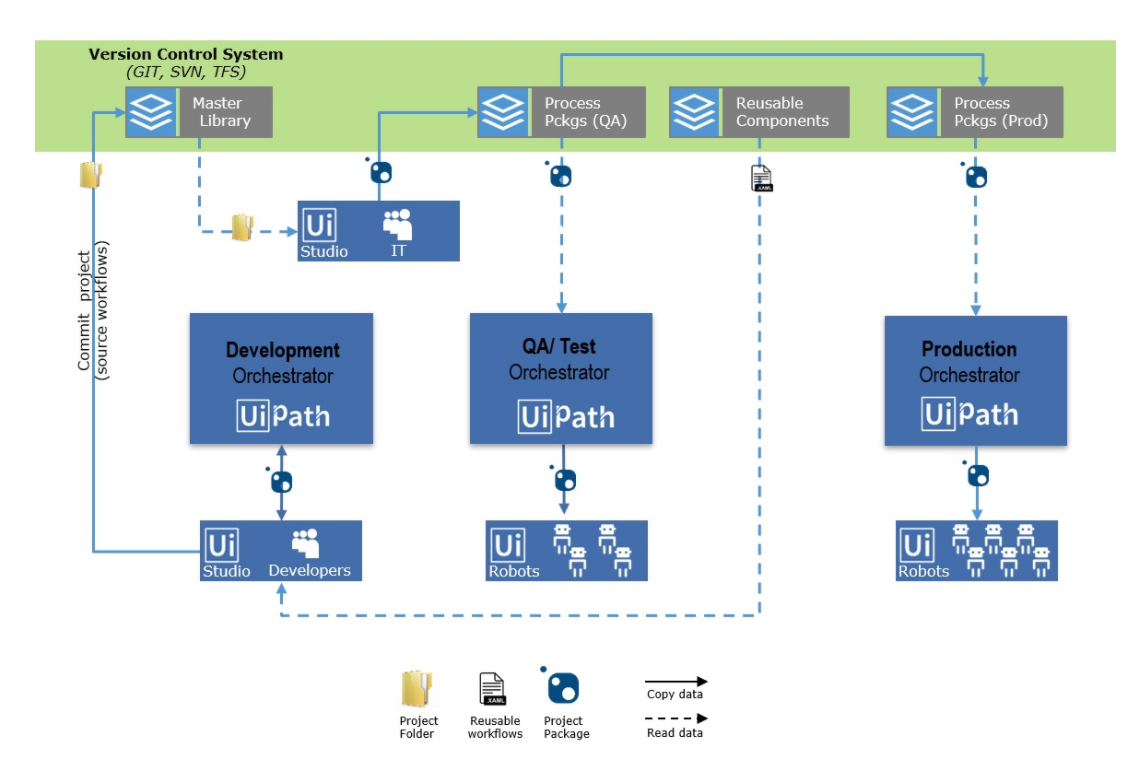 Version Control System
(GIT, SVN, TFS)
Master
Library
Process
Pckgs (QA)
Reusable
Components
Process
Pckgs (Prod)
.XAML
Ui
Studio
IT
Commit project
(source workflows)
Development
Orchestrator
UiPath
QA/ Test
Orchestrator
UiPath
Production
Orchestrator
UiPath
Ui
Studio
Developers
Ui
Robots
Ui
Robots
.XAML
Project
Folder
Reusable
workflows
Project
Package
Copy data
Read data